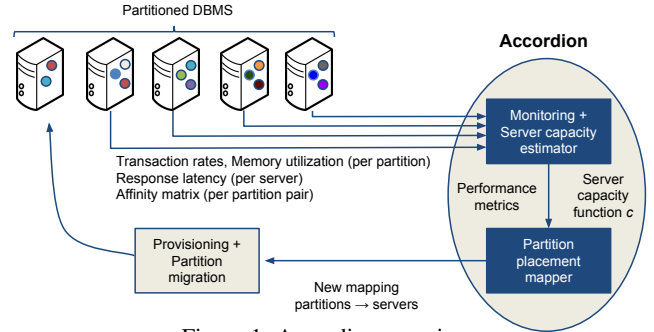 Partitioned DBMS
Accordion
Monitoring +
Server capacity
estimator
Transaction rates, Memory utilization (per partition)
Response latency (per server)
Affinity matrix (per partition pair)
Performance
metrics
Server
capacity
function c
Provisioning +
Partition
migration
Partition
placement
mapper
New mapping
partitions → servers